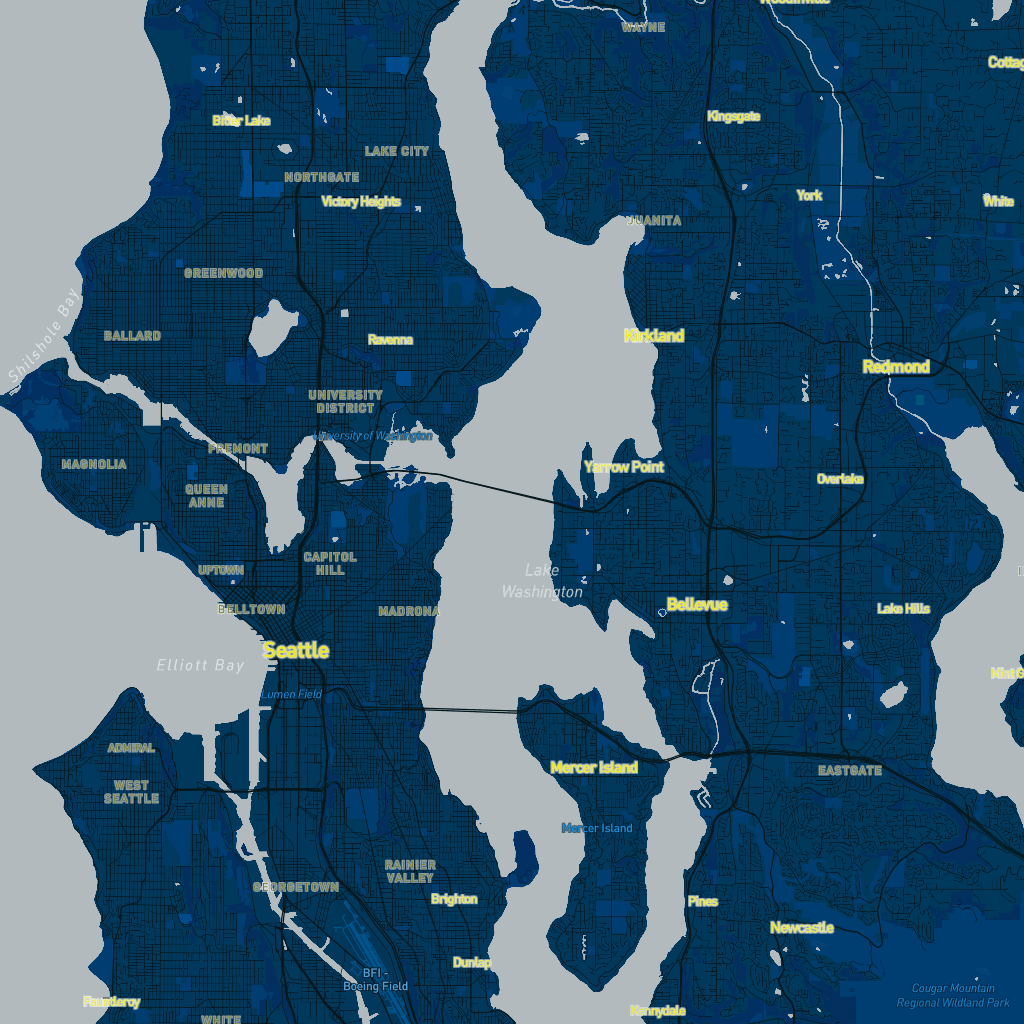 Woodinville
WAYNE
Cottag
Bitter Lake
Kingsgate
LAKE CITY
NORTHGATE
Victory Heights
York
White
JUANITA
GREENWOOD
Shilshole Bay
BALLARD
Ravenna
Kirkland
Redmond
UNIVERSITY
DISTRICT
University of Washington
FREMONT
MAGNOLIA
Yarrow Point
Overlake
QUEEN
ANNE
CAPITOL
HILL
UPTOWN
Lake
Washington
BELLTOWN
MADRONA
Bellevue
Lake Hills
Seattle
Elliott Bay
Mint G
Lumen Field
ADMIRAL
Mercer Island
EASTGATE
WEST
SEATTLE
Mercer Island
RAINIER
VALLEY
GEORGETOWN
Brighton
Pines
Newcastle
Dunlap
BFI -
Boeing Field
Cougar Mountain
Regional Wildland Park
Fauntleroy
Kennydale
WHITE